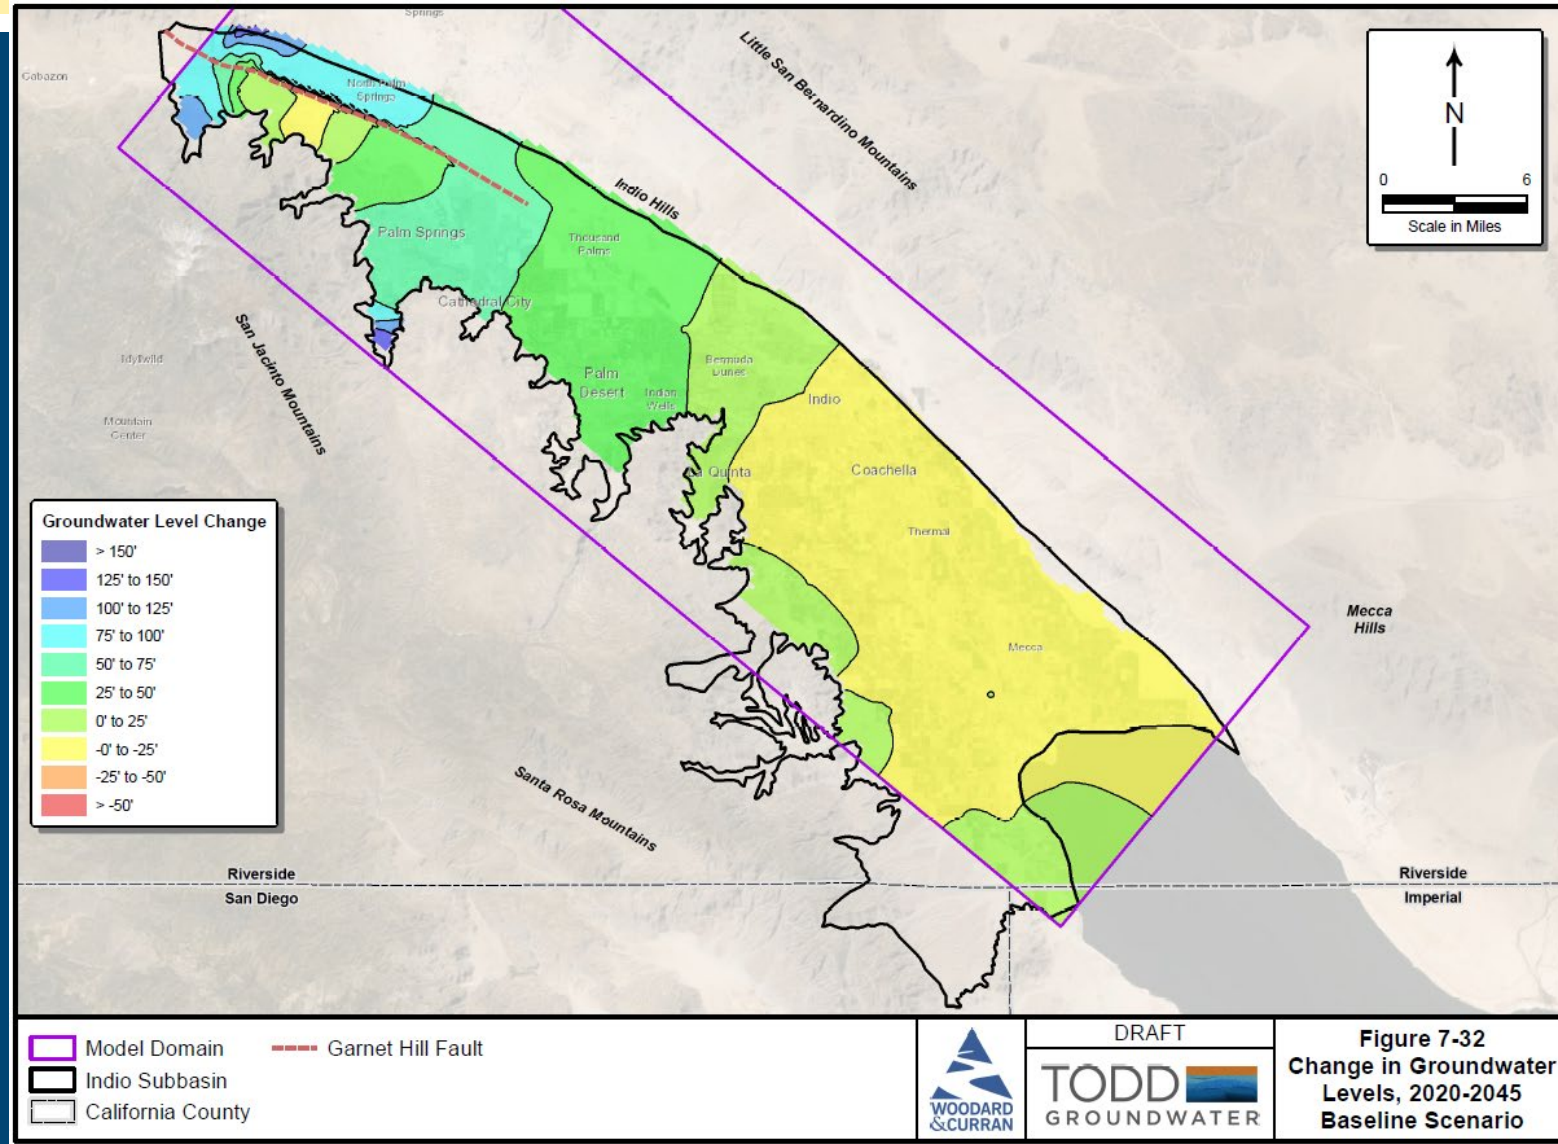 Springs
Cabazon
Little San Bernardino Mountains
N
0 6
Scale in Miles
North Palm
Springs
Indio Hills
Palm Springs
Thousand
Palms
Cathedral City
San Jacinto Mountains
Idyllwild
Bermuda
Dunes
Palm
Desert
Indian
Wells
Indio
Mountain
Center
La Quinta
Coachella
Thermal
Mecca
Hills
Mecca
Groundwater Level Change
> 150'
125' to 150'
100' to 125'
75' to 100'
50' to 75'
25' to 50'
0' to 25'
-0' to -25'
-25' to -50'
> -50'
Santa Rosa Mountains
Riverside
San Diego
Riverside
Imperial
Model Domain
Garnet Hill Fault
Indio Subbasin
California County
WOODARD
&CURRAN
DRAFT
TODD
GROUNDWATER
Figure 7-32
Change in Groundwater
Levels, 2020-2045
Baseline Scenario